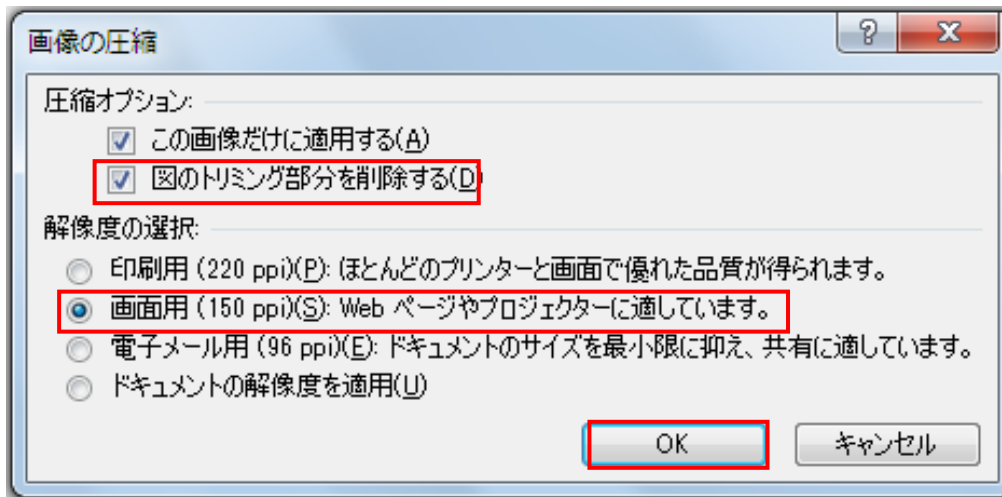 画像の圧縮
圧縮オプション:
この画像だけに適用する(A)
図のトリミング部分を削除する(D)
解像度の選択:
印刷用 (220 ppi)(P): ほとんどのプリンターと画面で優れた品質が得られます。
画面用 (150 ppi)(S): Web ページやプロジェクターに適しています。
電子メール用 (96 ppi)(E): ドキュメントのサイズを最小限に抑え、共有に適しています。
ドキュメントの解像度を適用(U)
OK キャンセル